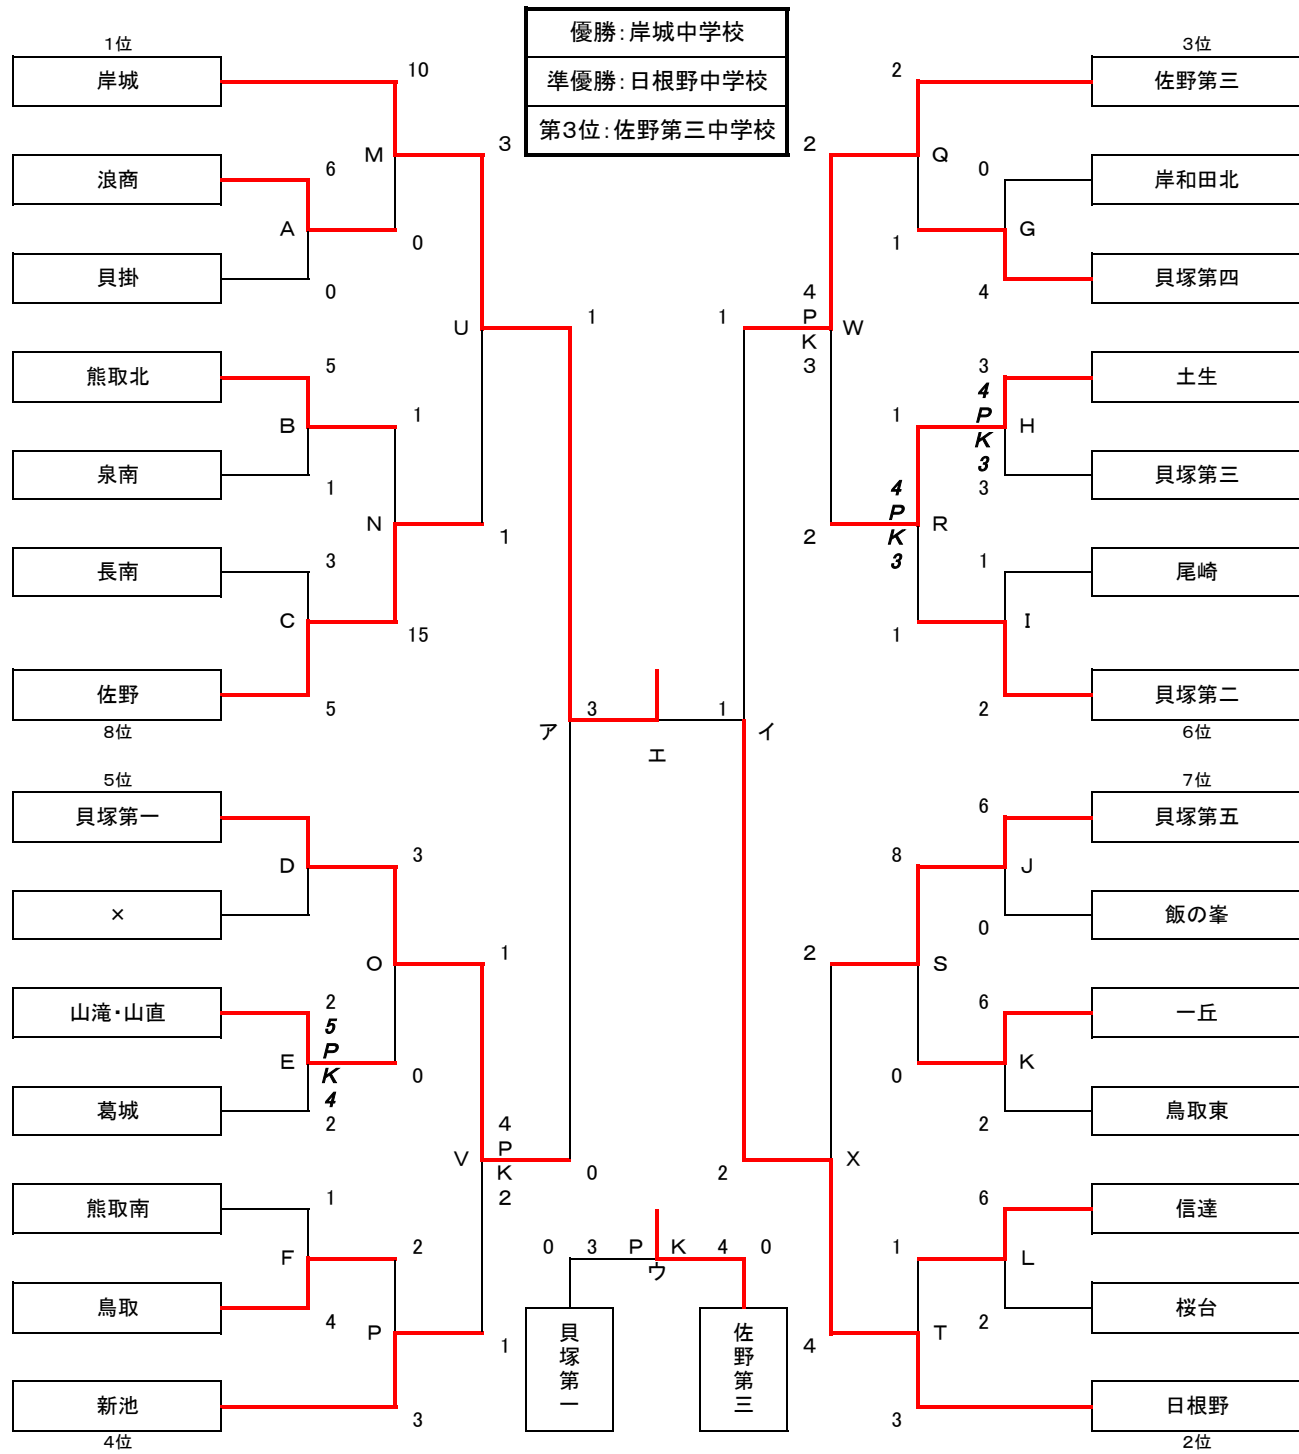 優勝：岸城中学校
準優勝：日根野中学校
第3位：佐野第三中学校
1位
岸城
10
M
浪商
6
A
0
貝掛
0
3
U
熊取北
5
B
1
泉南
1
N
1
長南
3
C
15
佐野
5
8位
1
ア
3
エ
1
イ
5位
貝塚第一
D
3
×
O
1
山滝・山直
2
5
P
K
4
E
0
葛城
2
V
4
P
K
2
0
熊取南
1
F
2
鳥取
4
P
1
新池
3
4位
3位
佐野第三
2
2
Q
0
岸和田北
1
G
貝塚第四
4
4
P
K
3
W
1
土生
3
4
P
K
3
H
1
貝塚第三
3
4
P
K
3
R
2
尾崎
1
I
1
貝塚第二
2
6位
7位
貝塚第五
6
8
J
飯の峯
0
2
S
一丘
6
K
0
鳥取東
2
X
2
信達
6
1
L
桜台
2
T
4
日根野
3
2位
0 3 P K 4 0
ウ
貝塚第一
佐野第三